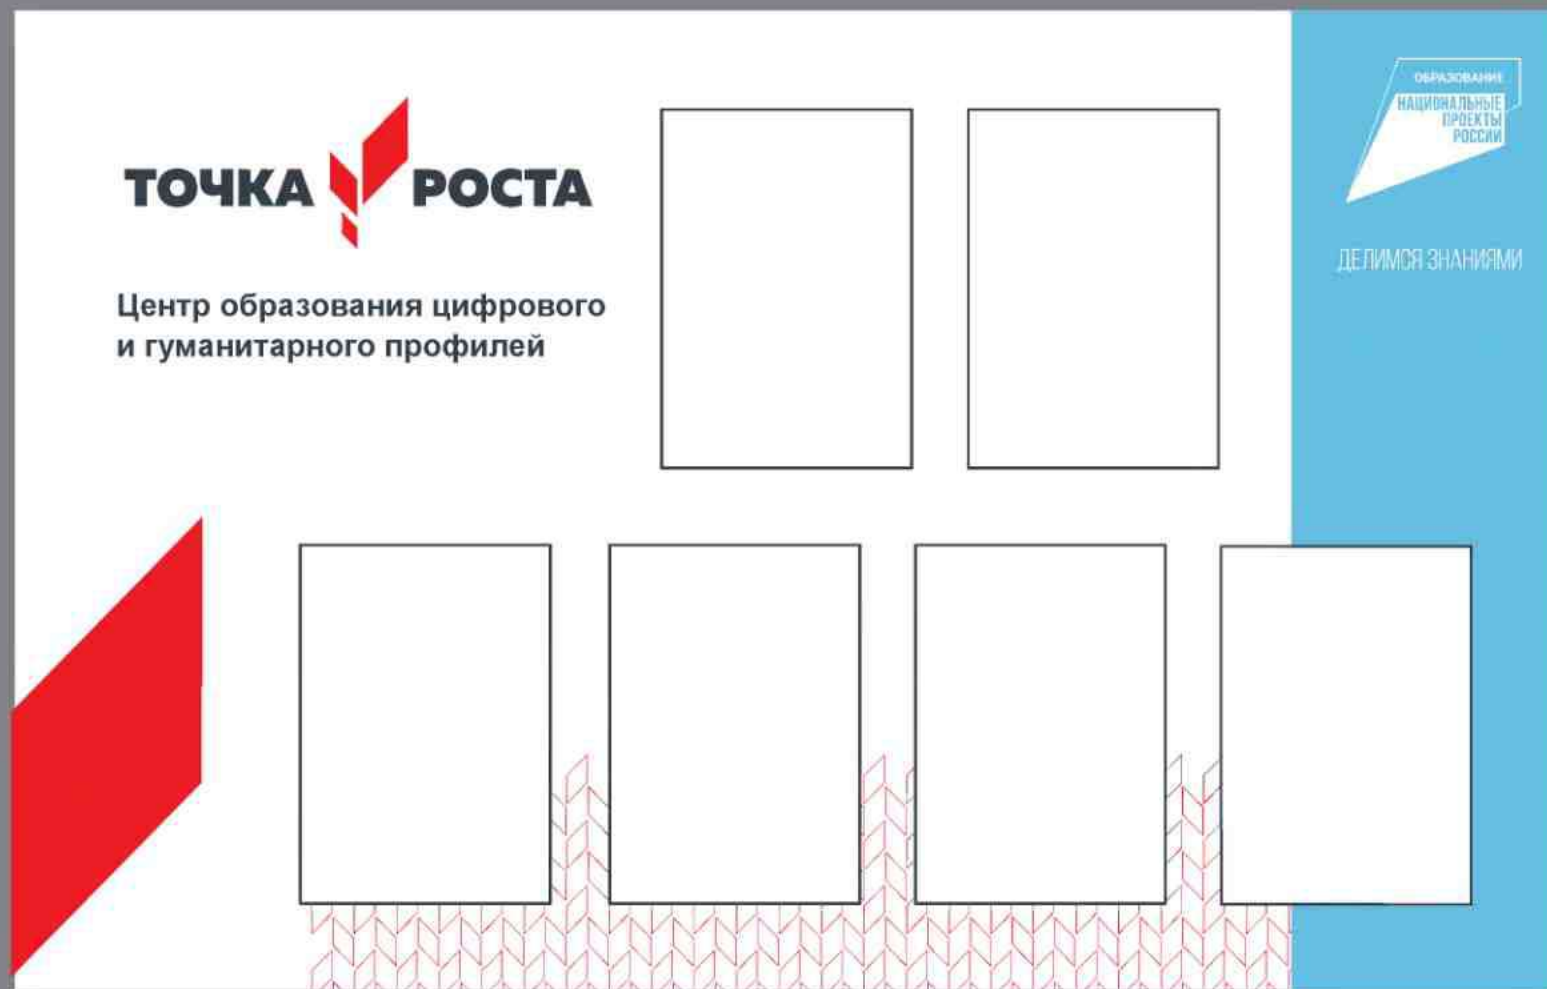 ТОЧКА РОСТА
Центр образования цифрового
и гуманитарного профилей
ОБРАЗОВАНИЕ
НАЦИОНАЛЬНЫЕ
ПРОЕКТЫ
РОССИИ
ДЕЛИМСЯ ЗНАНИЯМИ